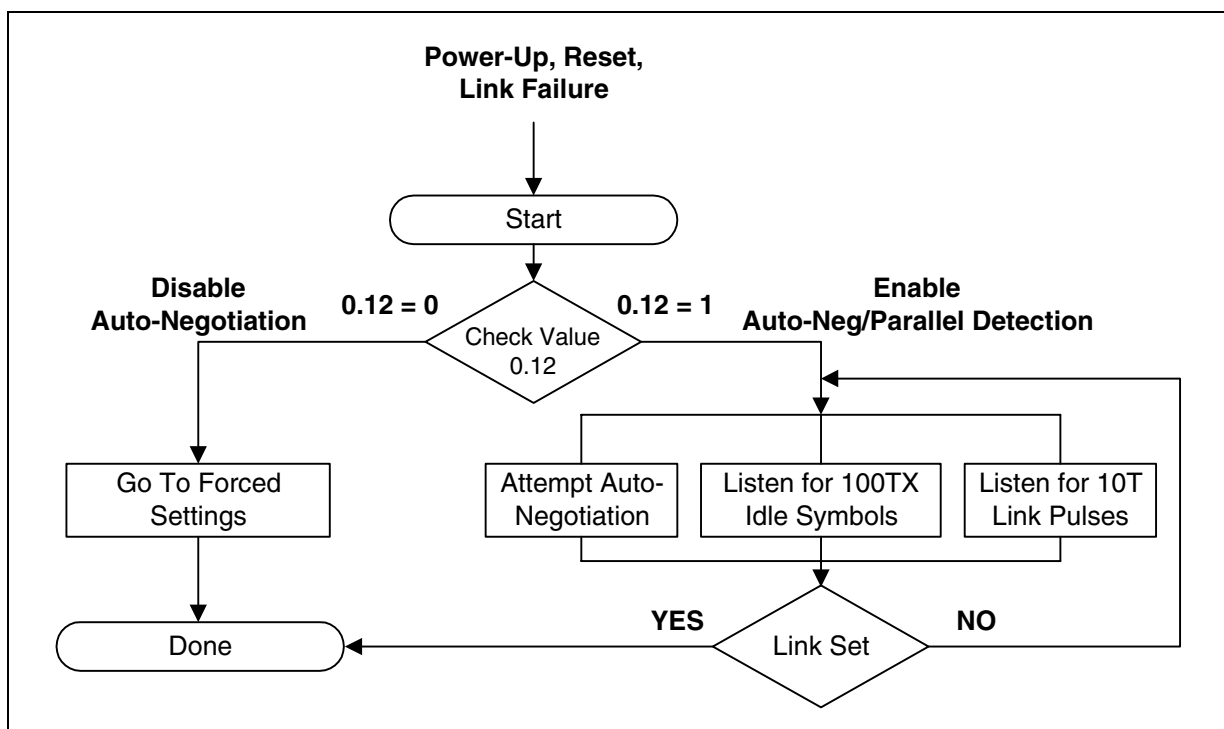 Power-Up, Reset,
Link Failure
Start
Disable
Auto-Negotiation
0.12 = 0
0.12 = 1
Enable
Auto-Neg/Parallel Detection
Check Value
0.12
Go To Forced
Settings
Attempt Auto-
Negotiation
Listen for 100TX
Idle Symbols
Listen for 10T
Link Pulses
Done
YES
Link Set
NO